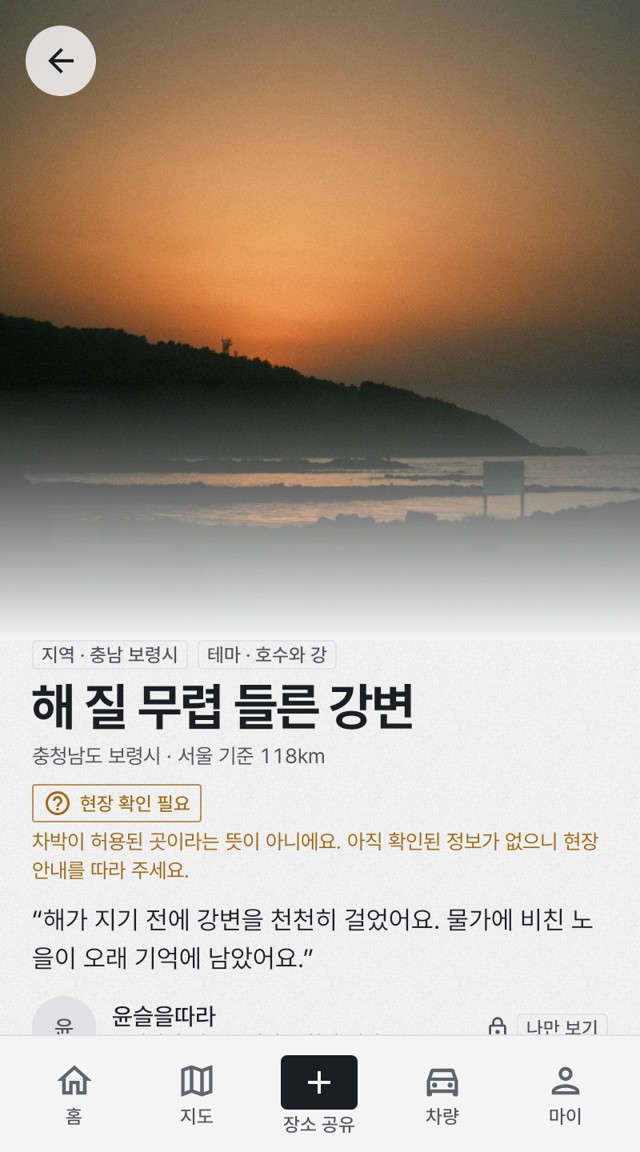 지역 · 충남 보령시
테마 · 호수와 강
해 질 무렵 들른 강변
충청남도 보령시 · 서울 기준 118km
현장 확인 필요
차박이 허용된 곳이라는 뜻이 아니에요. 아직 확인된 정보가 없으니 현장
안내를 따라 주세요.
“해가 지기 전에 강변을 천천히 걸었어요. 물가에 비친 노
을이 오래 기억에 남았어요.”
윤
윤슬을따라
나만 보기
홈
지도
장소 공유
차량
마이